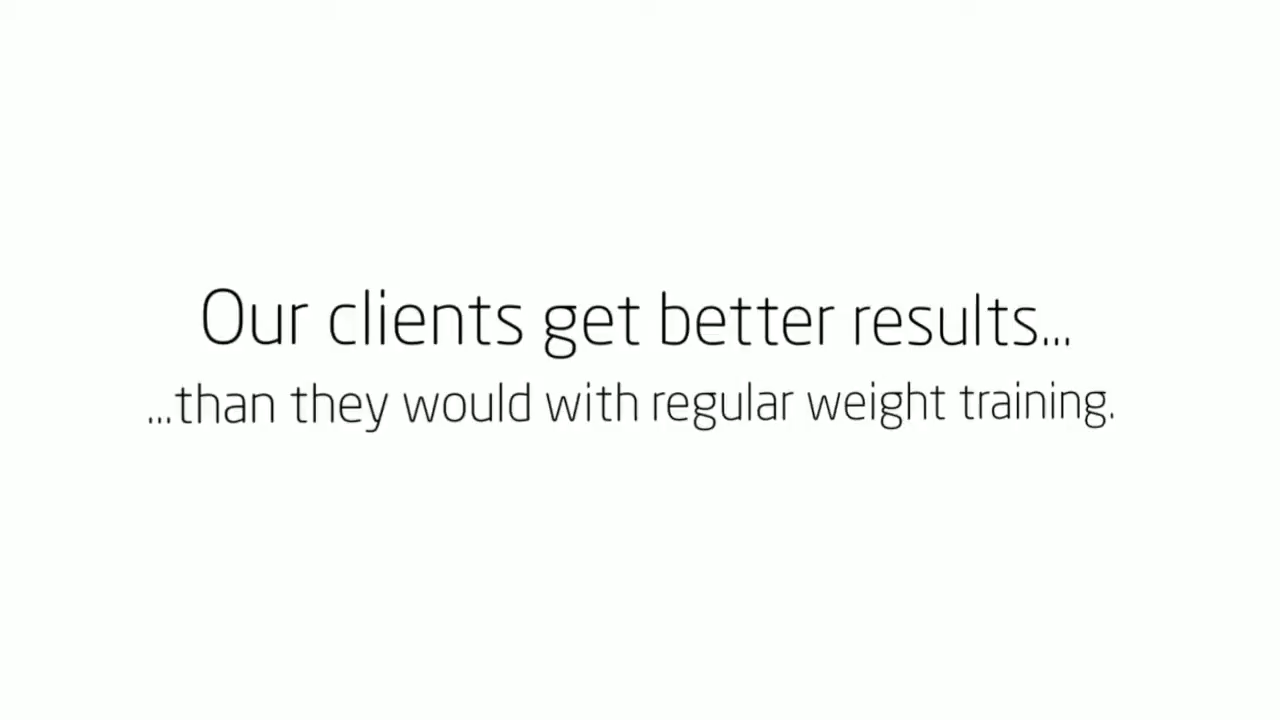 Our clients get better results...
...than they would with regular weight training.